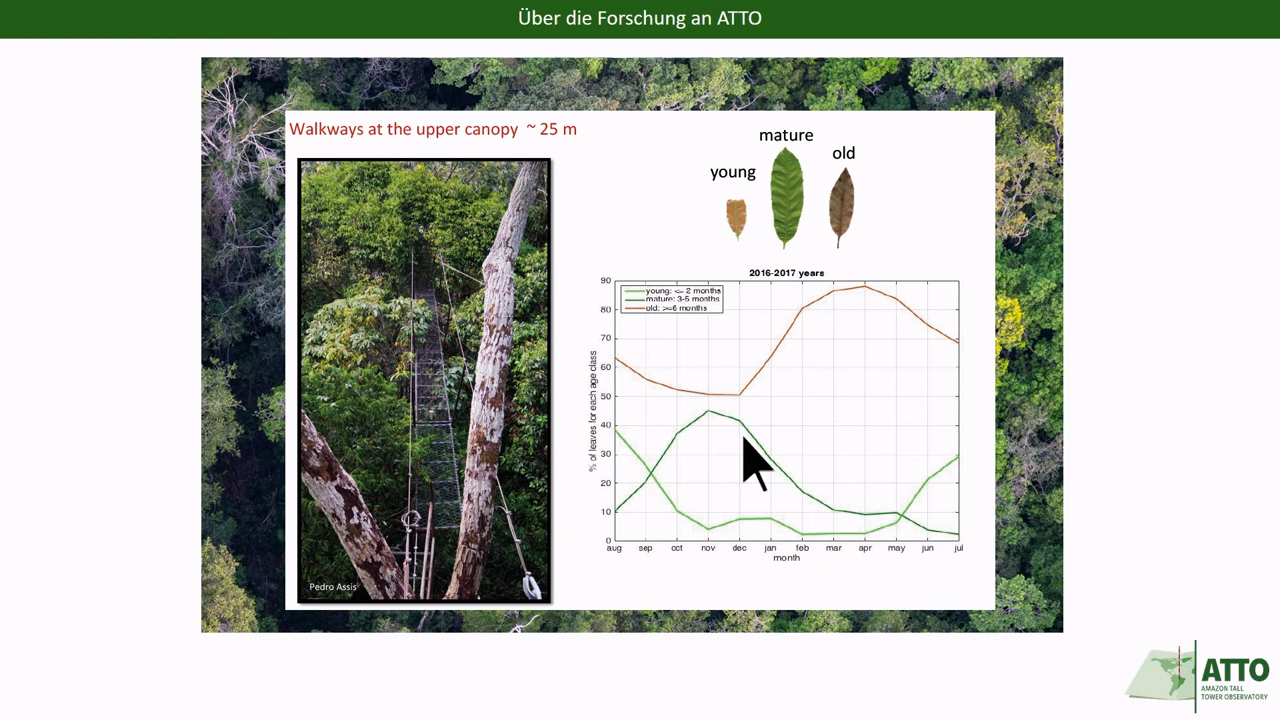 Über die Forschung an ATTO
Walkways at the upper canopy ~ 25 m
mature
old
young
2016-2017 years
young: <= 2 months
mature: 3-5 months
old: >=6 months
% of leaves for each age class
90
80
70
60
50
40
30
20
10
0
aug sep oct nov dec jan feb mar apr may jun jul
month
Pedro Assis
ATTO
AMAZON TALL
TOWER OBSERVATORY